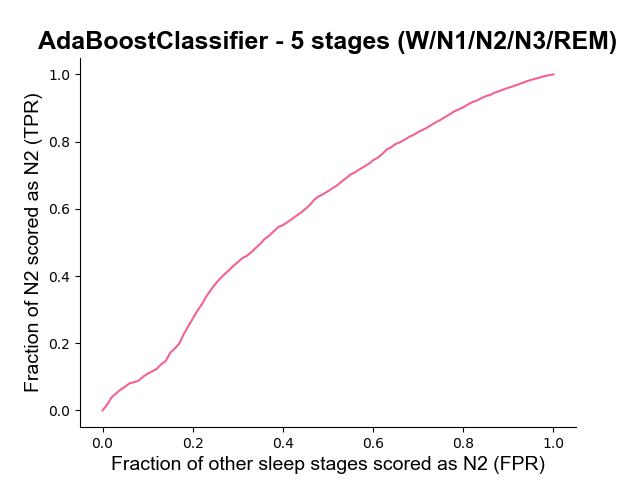 AdaBoostClassifier - 5 stages (W/N1/N2/N3/REM)
Fraction of N2 scored as N2 (TPR)
1.0
0.8
0.6
0.4
0.2
0.0
0.0 0.2 0.4 0.6 0.8 1.0
Fraction of other sleep stages scored as N2 (FPR)